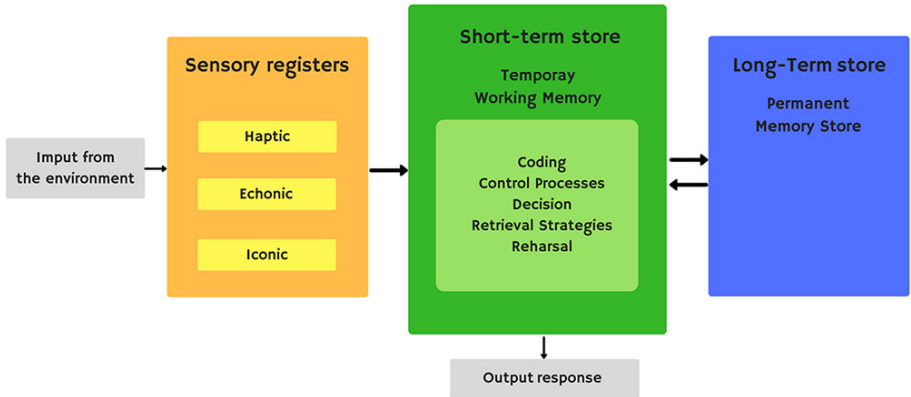 Imput from
the environment
Sensory registers
Haptic
Echonic
Iconic
Short-term store
Temporay
Working Memory
Coding
Control Processes
Decision
Retrieval Strategies
Reharsal
Long-Term store
Permanent
Memory Store
Output response